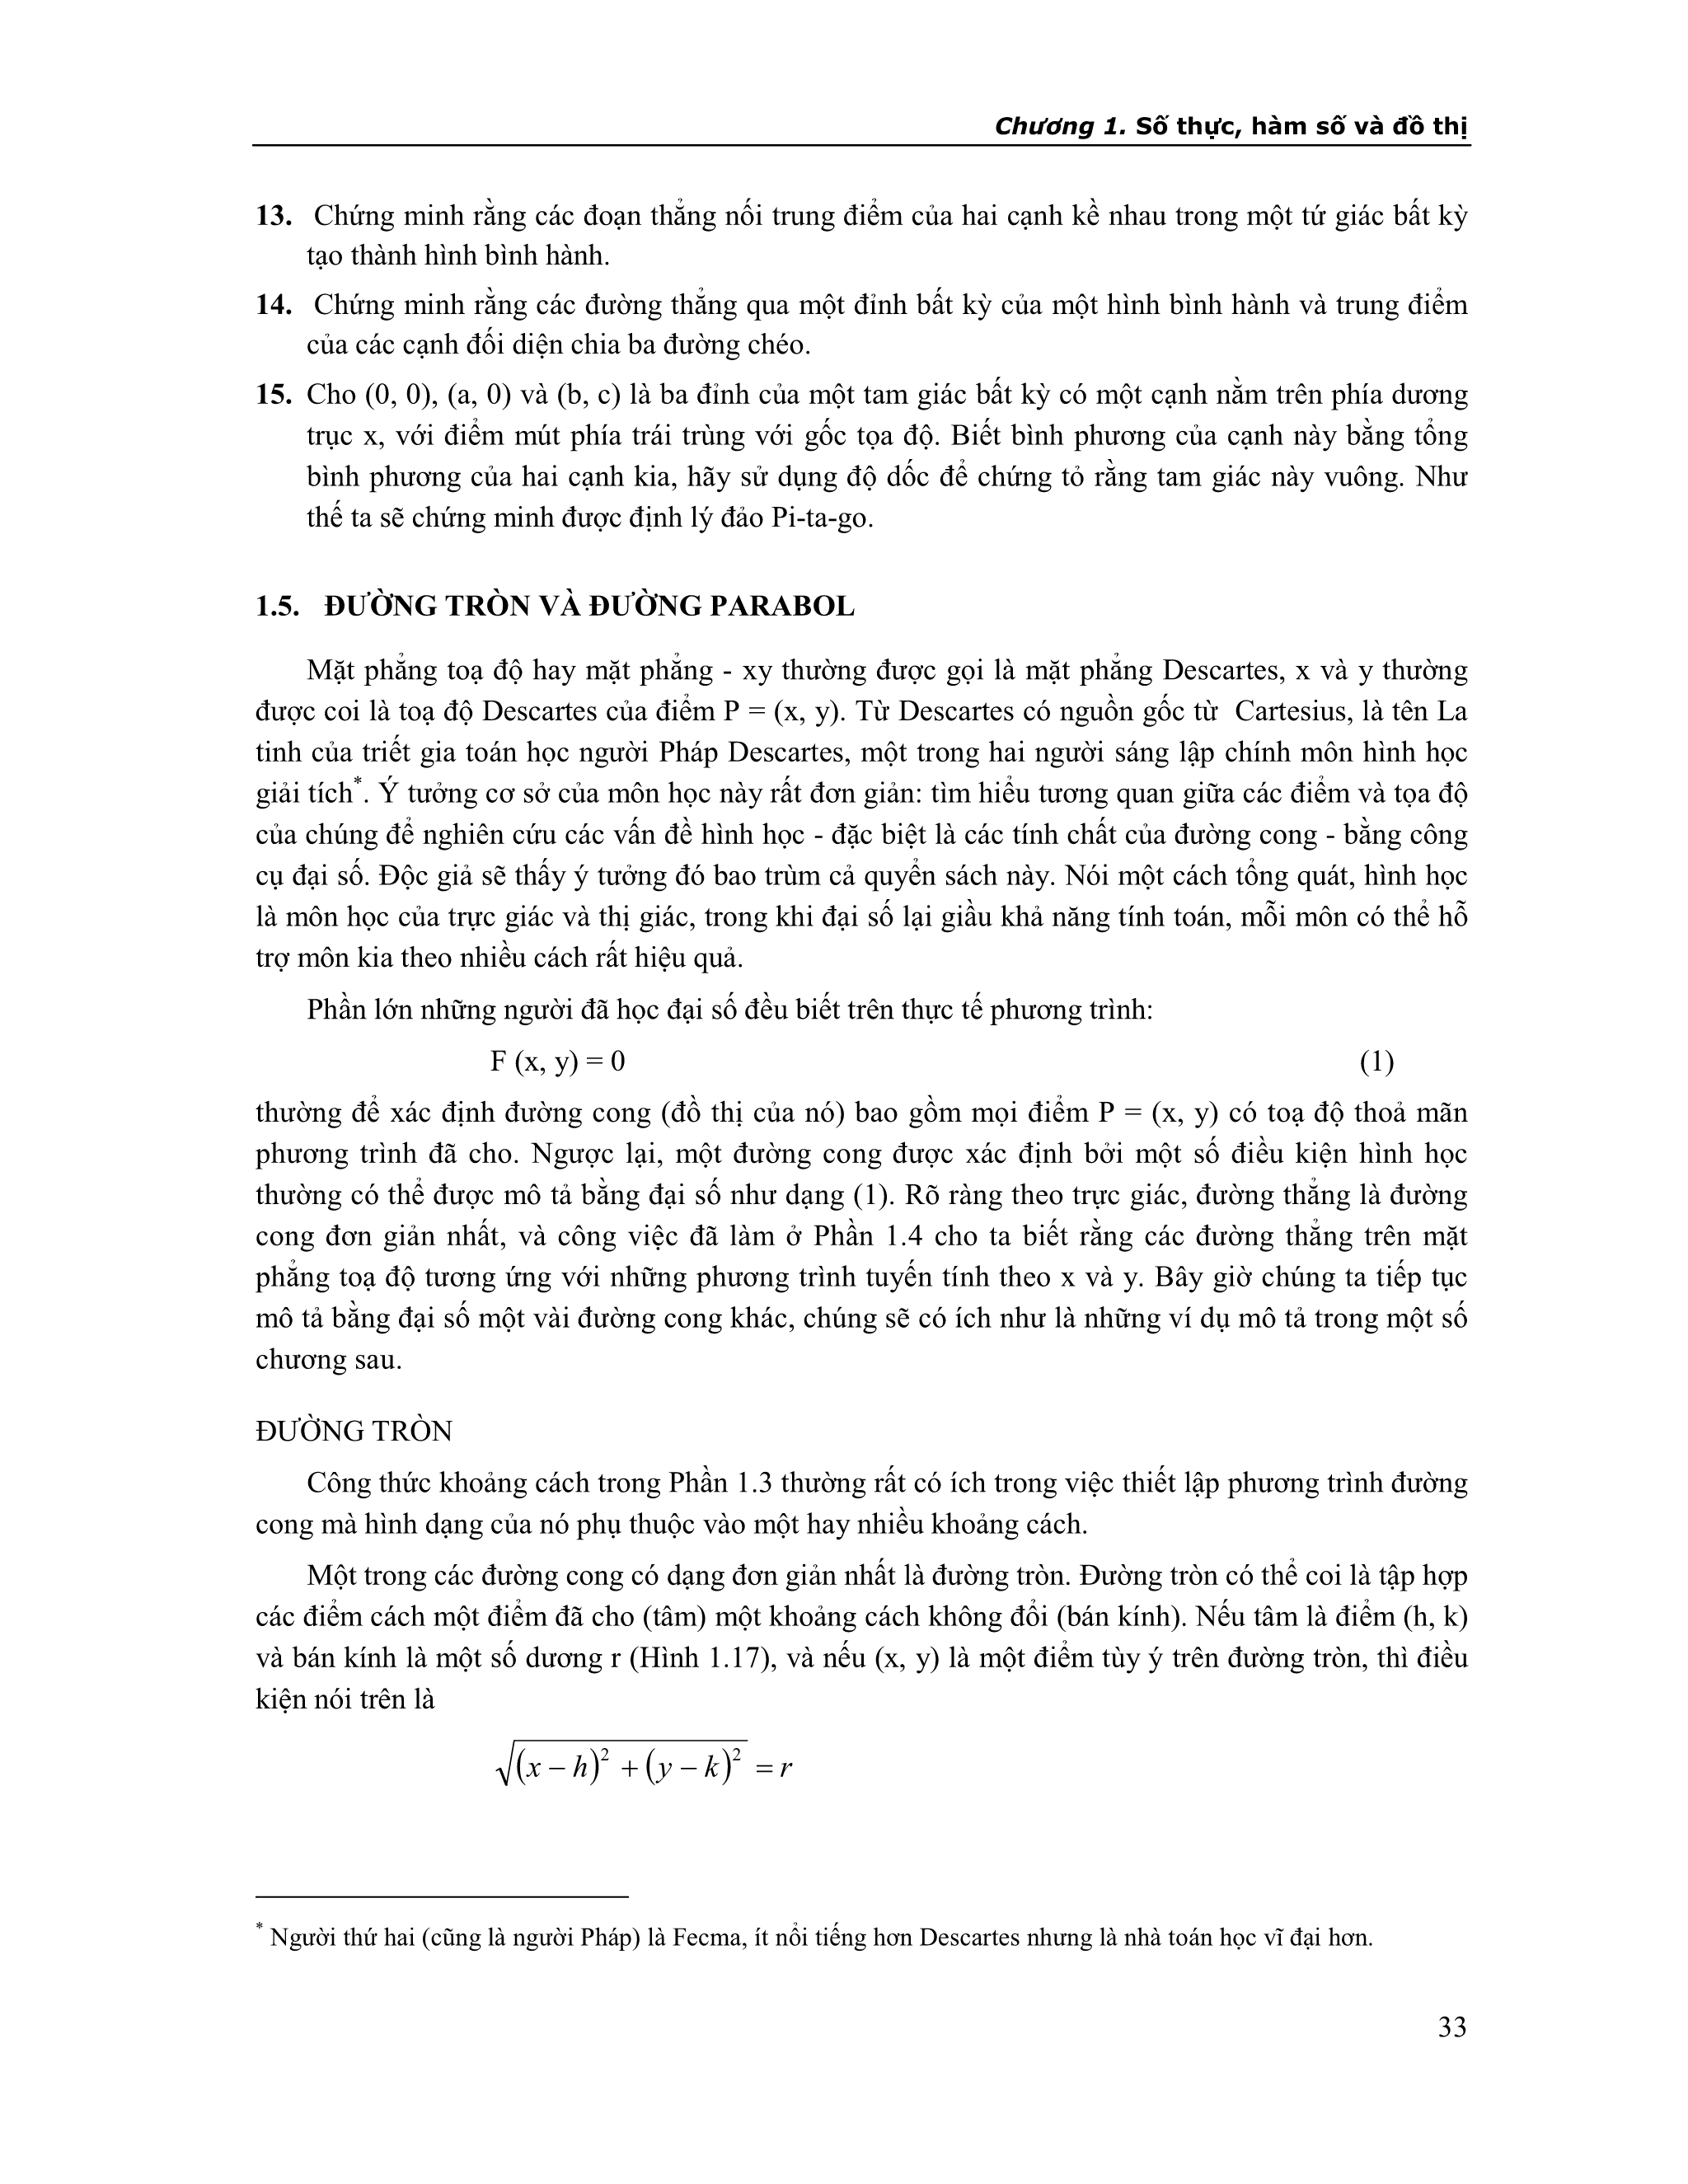 Chương 1. Số thực, hàm số và đồ thị
13. Chứng minh rằng các đoạn thẳng nối trung điểm của hai cạnh kề nhau trong một tứ giác bất kỳ
tạo thành hình bình hành.
14. Chứng minh rằng các đường thẳng qua một đỉnh bất kỳ của một hình bình hành và trung điểm
của các cạnh đối diện chia ba đường chéo.
15. Cho (0, 0), (a, 0) và (b, c) là ba đỉnh của một tam giác bất kỳ có một cạnh nằm trên phía dương
trục x, với điểm mút phía trái trùng với gốc tọa độ. Biết bình phương của cạnh này bằng tổng
bình phương của hai cạnh kia, hãy sử dụng độ dốc để chứng tỏ rằng tam giác này vuông. Như
thế ta sẽ chứng minh được định lý đảo Pi-ta-go.
1.5. ĐƯỜNG TRÒN VÀ ĐƯỜNG PARABOL
Mặt phẳng toạ độ hay mặt phẳng - xy thường được gọi là mặt phẳng Descartes, x và y thường
được coi là toạ độ Descartes của điểm P = (x, y). Từ Descartes có nguồn gốc từ Cartesius, là tên La
tinh của triết gia toán học người Pháp Descartes, một trong hai người sáng lập chính môn hình học
giải tích*. Ý tưởng cơ sở của môn học này rất đơn giản: tìm hiểu tương quan giữa các điểm và tọa độ
của chúng để nghiên cứu các vấn đề hình học - đặc biệt là các tính chất của đường cong - bằng công
cụ đại số. Độc giả sẽ thấy ý tưởng đó bao trùm cả quyển sách này. Nói một cách tổng quát, hình học
là môn học của trực giác và thị giác, trong khi đại số lại giầu khả năng tính toán, mỗi môn có thể hỗ
trợ môn kia theo nhiều cách rất hiệu quả.
Phần lớn những người đã học đại số đều biết trên thực tế phương trình:
F (x, y) = 0 (1)
thường để xác định đường cong (đồ thị của nó) bao gồm mọi điểm P = (x, y) có toạ độ thoả mãn
phương trình đã cho. Ngược lại, một đường cong được xác định bởi một số điều kiện hình học
thường có thể được mô tả bằng đại số như dạng (1). Rõ ràng theo trực giác, đường thẳng là đường
cong đơn giản nhất, và công việc đã làm ở Phần 1.4 cho ta biết rằng các đường thẳng trên mặt
phẳng toạ độ tương ứng với những phương trình tuyến tính theo x và y. Bây giờ chúng ta tiếp tục
mô tả bằng đại số một vài đường cong khác, chúng sẽ có ích như là những ví dụ mô tả trong một số
chương sau.
ĐƯỜNG TRÒN
Công thức khoảng cách trong Phần 1.3 thường rất có ích trong việc thiết lập phương trình đường
cong mà hình dạng của nó phụ thuộc vào một hay nhiều khoảng cách.
Một trong các đường cong có dạng đơn giản nhất là đường tròn. Đường tròn có thể coi là tập hợp
các điểm cách một điểm đã cho (tâm) một khoảng cách không đổi (bán kính). Nếu tâm là điểm (h, k)
và bán kính là một số dương r (Hình 1.17), và nếu (x, y) là một điểm tùy ý trên đường tròn, thì điều
kiện nói trên là
√((x − h)² + (y − k)²) = r
* Người thứ hai (cũng là người Pháp) là Fecma, ít nổi tiếng hơn Descartes nhưng là nhà toán học vĩ đại hơn.
33